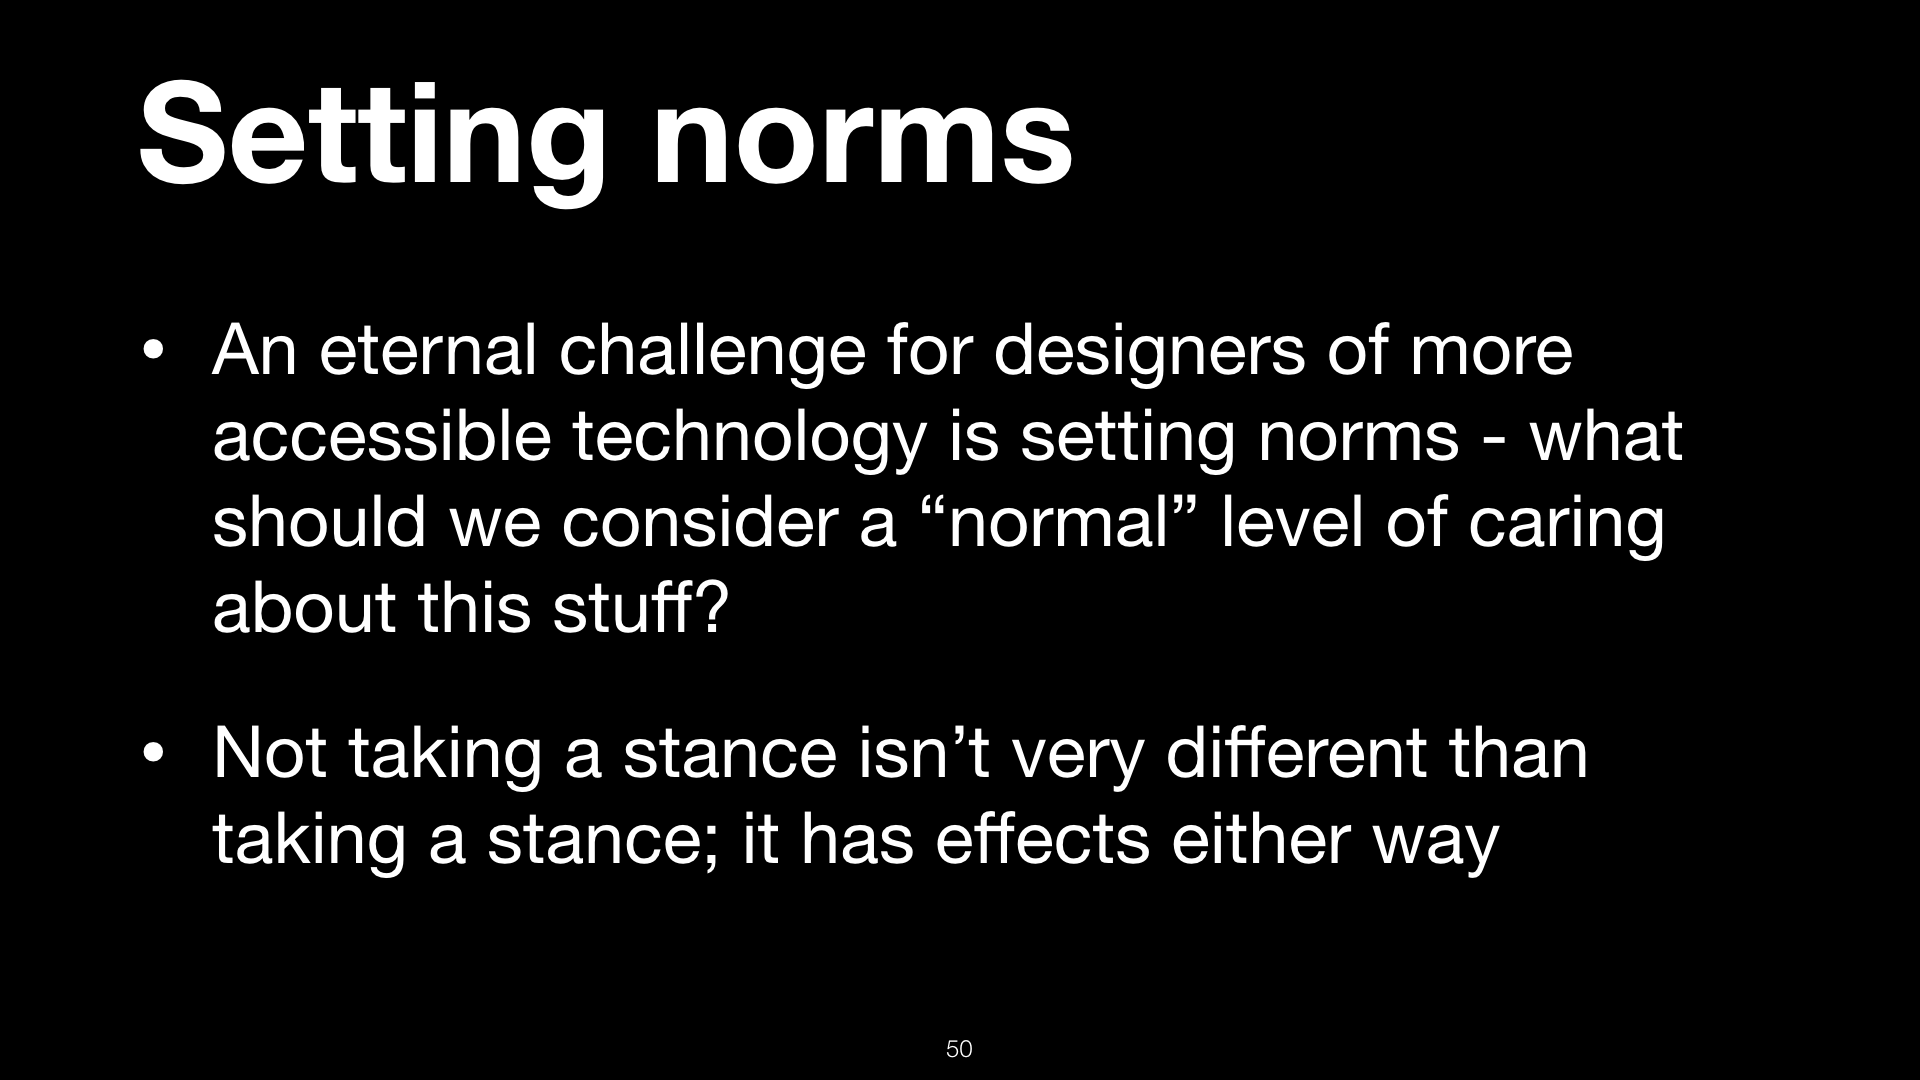 Setting norms
• An eternal challenge for designers of more
accessible technology is setting norms - what
should we consider a “normal” level of caring
about this stuff?
• Not taking a stance isn’t very different than
taking a stance; it has effects either way
50